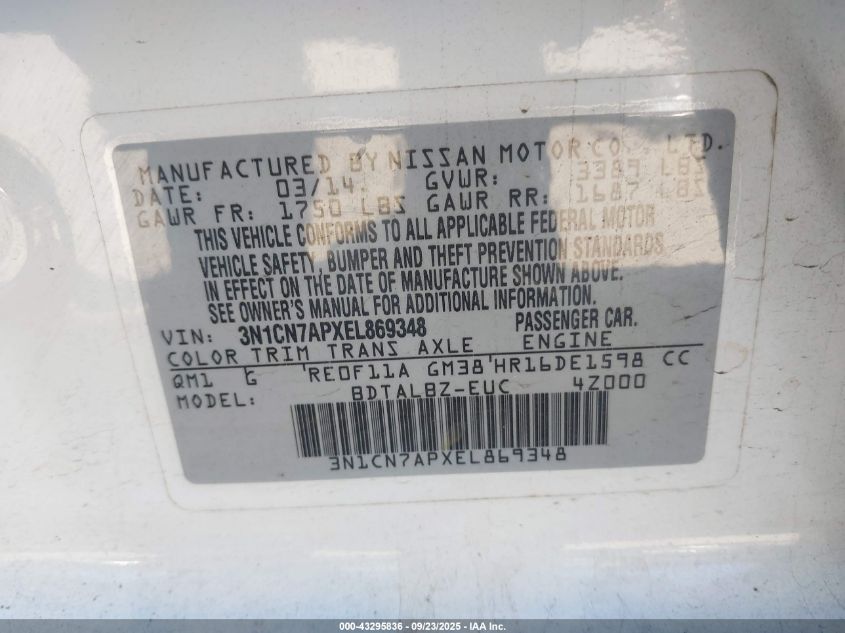 MANUFACTURED BY NISSAN MOTOR CO., LTD.
DATE: 03/14 GVWR: 3389 LBS
GAWR FR: 1750 LBS GAWR RR: 1687 LBS
THIS VEHICLE CONFORMS TO ALL APPLICABLE FEDERAL MOTOR
VEHICLE SAFETY, BUMPER AND THEFT PREVENTION STANDARDS
IN EFFECT ON THE DATE OF MANUFACTURE SHOWN ABOVE.
SEE OWNER'S MANUAL FOR ADDITIONAL INFORMATION.
VIN: 3N1CN7APXEL869348 PASSENGER CAR.
COLOR TRIM TRANS AXLE ENGINE
QM1 G RE0F11A GM38 HR16DE1598 CC
MODEL: BDTALBZ-EUC 4Z000
3N1CN7APXEL869348
000-43295836 - 09/23/2025 - IAA Inc.